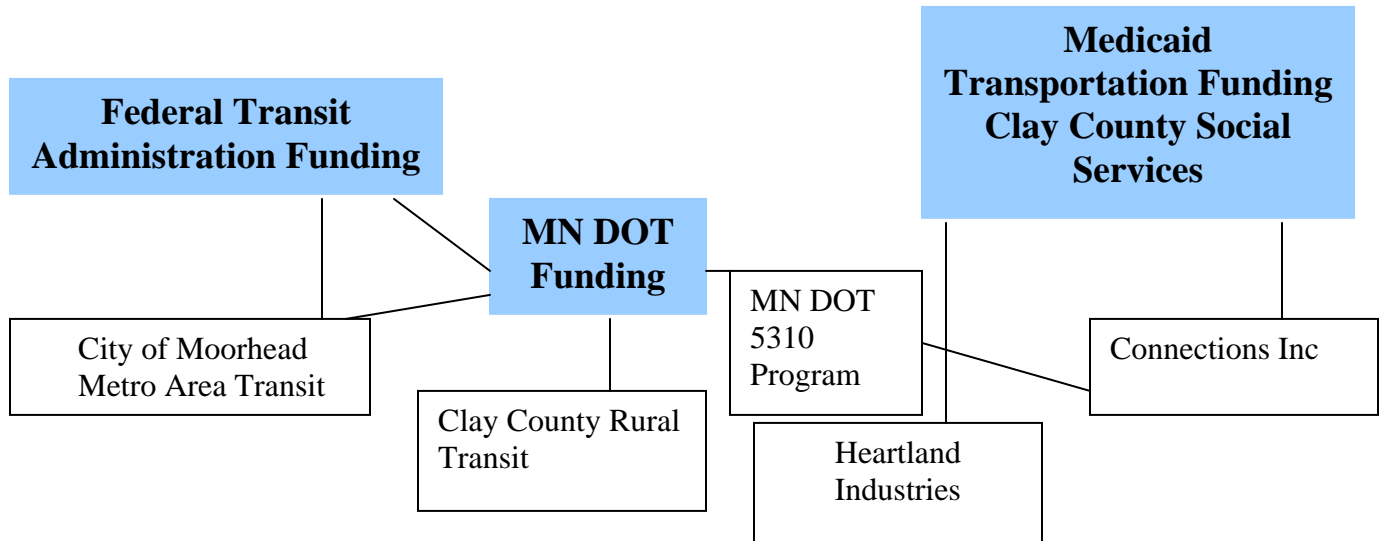 Federal Transit
Administration Funding
Medicaid
Transportation Funding
Clay County Social
Services
MN DOT
Funding
MN DOT
5310
Program
City of Moorhead
Metro Area Transit
Connections Inc
Clay County Rural
Transit
Heartland
Industries